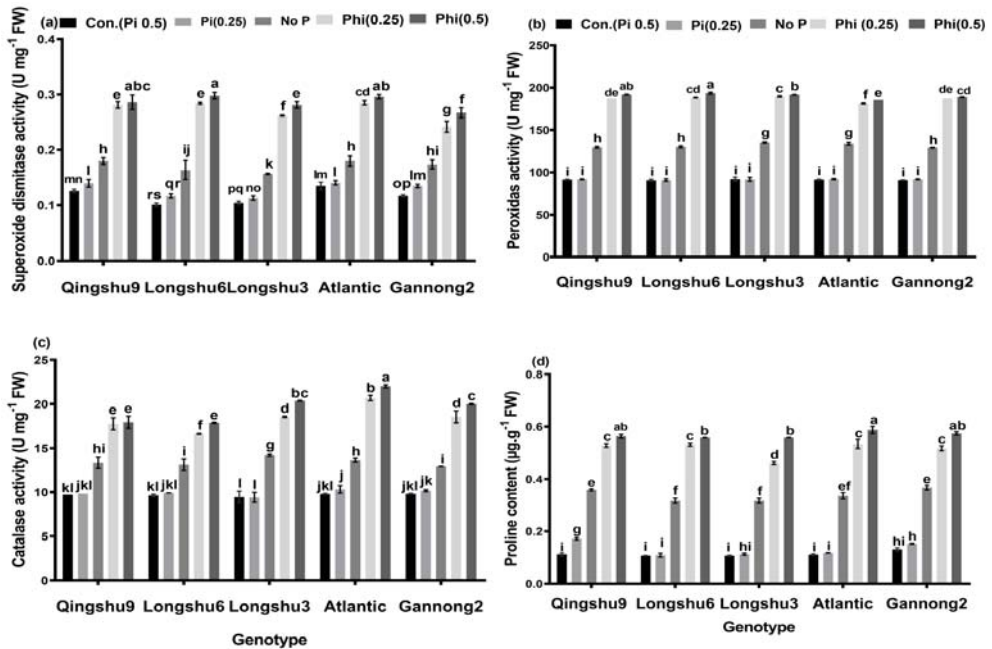 (a) Con.(Pi 0.5) Pi(0.25) No P Phi(0.25) Phi(0.5)
Superoxide dismitase activity (U mg-1 FW)
0.4
0.3
0.2
0.1
0.0
mn l h e abc
rs qr ij e a
pq no k f e
lm l h cd ab
op lm h g f
Qingshu9 Longshu6 Longshu3 Atlantic Gannong2
(b) Con.(Pi 0.5) Pi(0.25) No P Phi (0.25) Phi(0.5)
Peroxidas activity (U mg-1 FW)
250
200
150
100
50
0
i i h de ab
i i h cd a
i i g c b
i i g f e
i i h de cd
Qingshu9 Longshu6 Longshu3 Atlantic Gannong2
(c)
Catalase activity (U mg-1 FW)
25
20
15
10
5
0
kl jkl hi e e
kl jkl i f e
l l g d bc
jkl j h b a
jkl jk i d c
Qingshu9 Longshu6 Longshu3 Atlantic Gannong2
Genotype
(d)
Proline content (µg.g-1 FW)
0.8
0.6
0.4
0.2
0.0
i g e c ab
i i f c b
i hi f d b
i i ef c a
hi h e c ab
Qingshu9 Longshu6 Longshu3 Atlantic Gannong2
Genotype